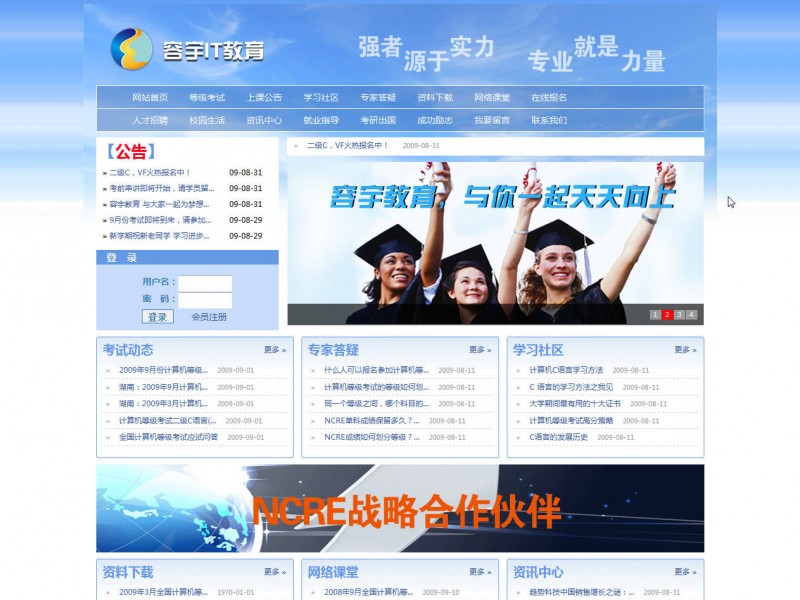 容宇IT教育
强者 源于 实力 专业 就是 力量
网站首页 等级考试 上课公告 学习社区 专家答疑 资料下载 网络课堂 在线报名
人才招聘 校园生活 资讯中心 就业指导 考研出国 成功励志 我要留言 联系我们
【公告】
» 二级C，VF火热报名中！ 09-08-31
» 考前串讲即将开始，请学员留... 09-08-31
» 容宇教育 与大家一起为梦想... 09-08-31
» 9月份考试即将到来，请参加... 09-08-29
» 新学期祝新老同学 学习进步... 09-08-29
登 录
用户名：
密 码：
登录 会员注册
» 二级C，VF火热报名中！ 2009-08-31
容宇教育，与你一起天天向上
1 2 3 4
考试动态 更多 »
» 2009年9月份计算机等级... 2009-09-01
» 湖南：2009年9月计算机... 2009-09-01
» 湖南：2009年3月计算机... 2009-09-01
» 计算机等级考试二级C语言(... 2009-09-01
» 全国计算机等级考试应试问答 2009-09-01
专家答疑 更多 »
» 什么人可以报名参加计算机等... 2009-08-11
» 计算机等级考试的等级如何划... 2009-08-11
» 同一个等级之间，哪个科目的... 2009-08-11
» NCRE单科成绩保留多久？... 2009-08-11
» NCRE成绩如何划分等级？... 2009-08-11
学习社区 更多 »
» 计算机C语言学习方法 2009-08-11
» C 语言的学习方法之我见 2009-08-11
» 大学期间最有用的十大证书 2009-08-11
» 计算机等级考试高分策略 2009-08-11
» C语言的发展历史 2009-08-11
NCRE战略合作伙伴
资料下载 更多 »
» 2009年3月全国计算机等... 1970-01-01
网络课堂 更多 »
» 2008年9月全国计算机等... 2009-09-10
资讯中心 更多 »
» 趋势科技中国销售增长之谜：... 2009-08-31